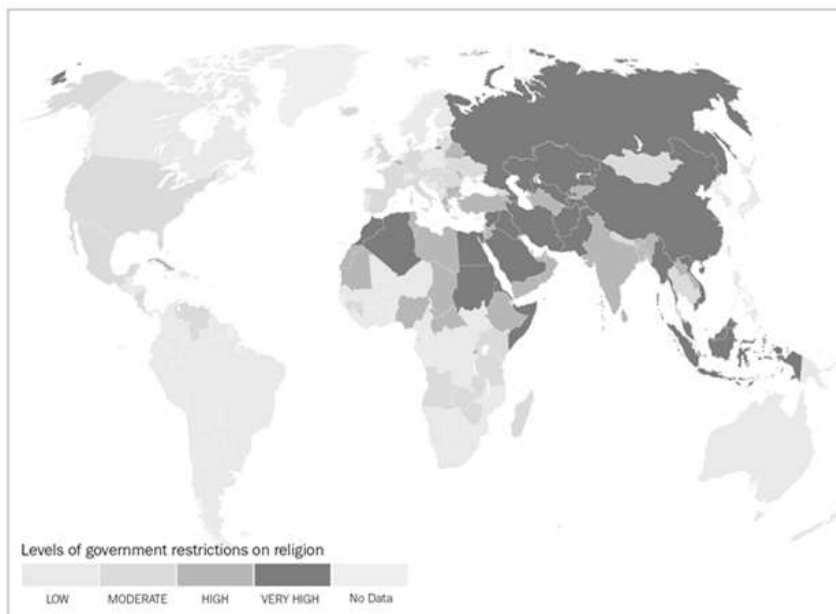 Levels of government restrictions on religion
LOW MODERATE HIGH VERY HIGH No Data